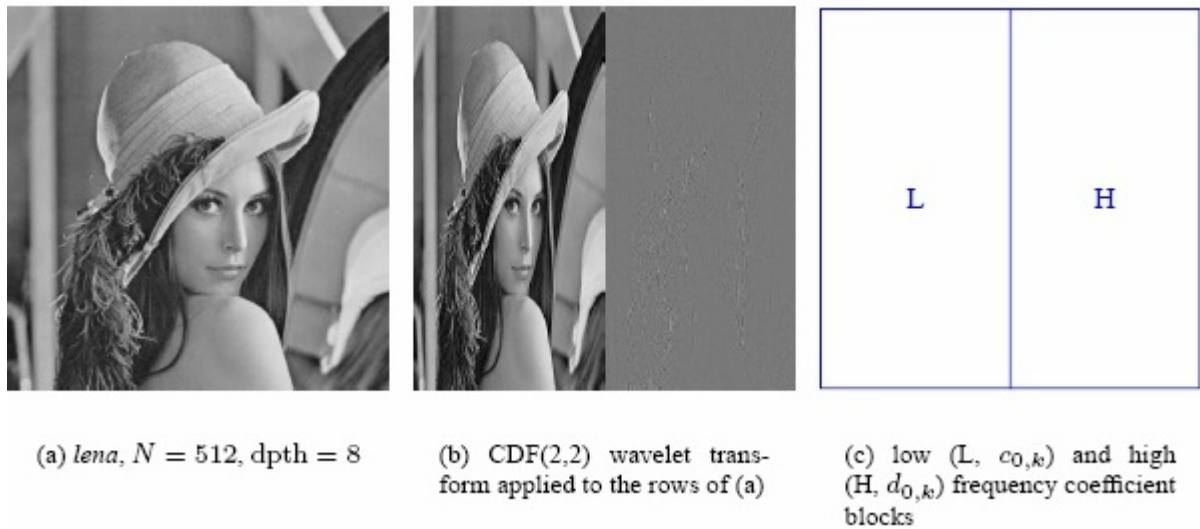 L
H
(a) lena, N = 512, dpth = 8
(b) CDF(2,2) wavelet trans-
form applied to the rows of (a)
(c) low (L, c₀,ₖ) and high
(H, d₀,ₖ) frequency coefficient
blocks